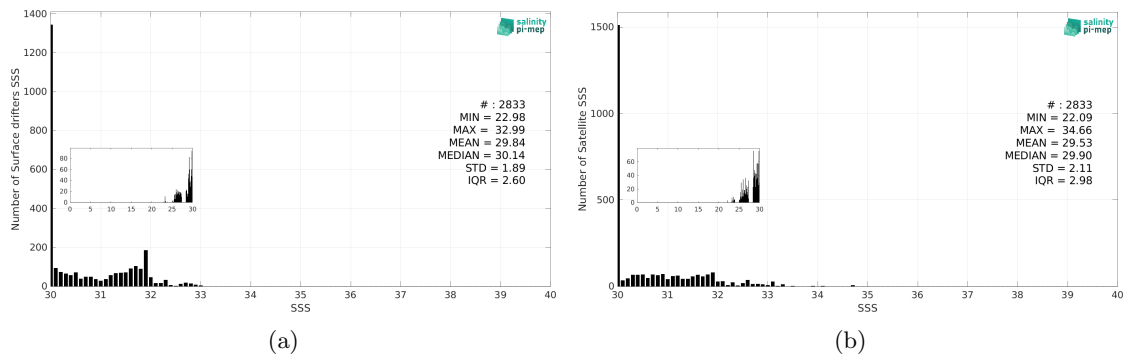 1400
1200
1000
800
600
400
200
0
Number of Surface drifters SSS
salinity
pi-mep
# : 2833
MIN = 22.98
MAX = 32.99
MEAN = 29.84
MEDIAN = 30.14
STD = 1.89
IQR = 2.60
80
60
40
20
0
0 5 10 15 20 25 30
30 31 32 33 34 35 36 37 38 39 40
SSS
(a)
1500
1000
500
0
Number of Satellite SSS
salinity
pi-mep
# : 2833
MIN = 22.09
MAX = 34.66
MEAN = 29.53
MEDIAN = 29.90
STD = 2.11
IQR = 2.98
60
40
20
0
0 5 10 15 20 25 30
30 31 32 33 34 35 36 37 38 39 40
SSS
(b)